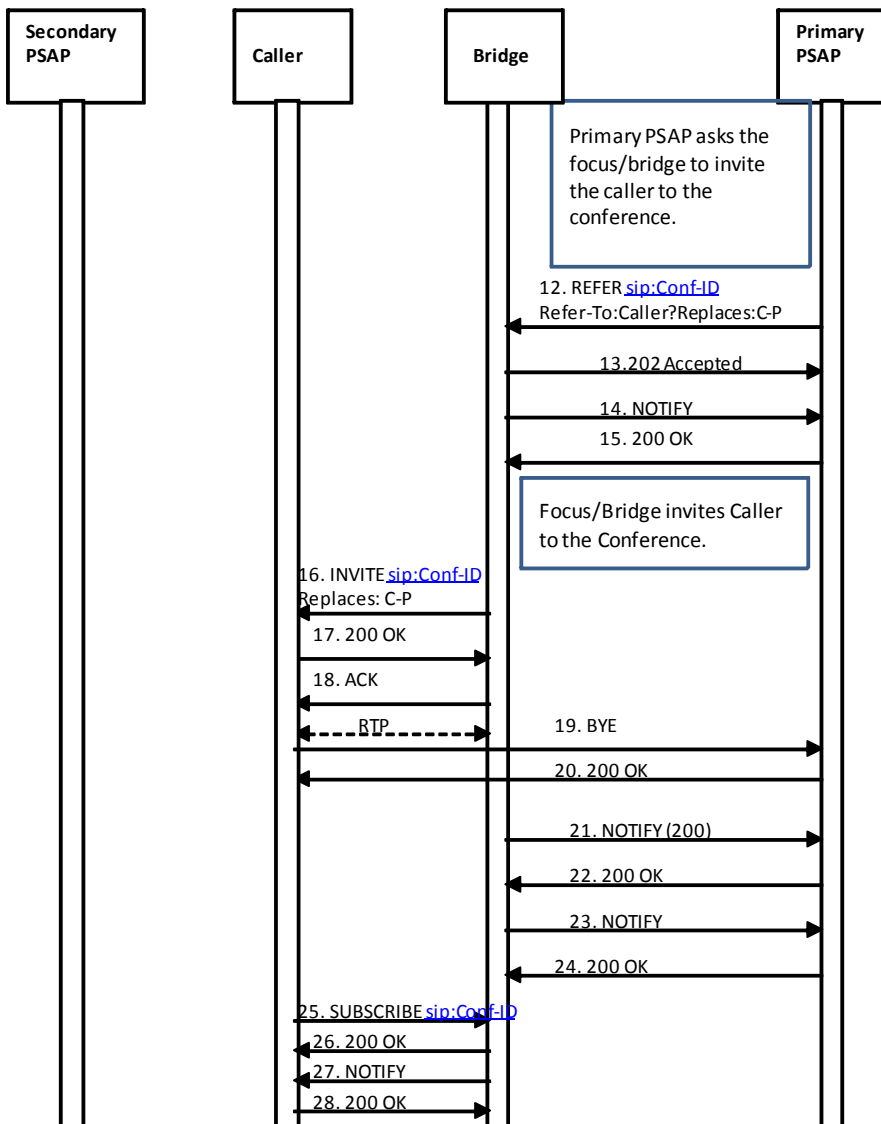 Secondary
PSAP
Caller
Bridge
Primary
PSAP
Primary PSAP asks the
focus/bridge to invite
the caller to the
conference.
12. REFER sip:Conf-ID
Refer-To:Caller?Replaces:C-P
13.202 Accepted
14. NOTIFY
15. 200 OK
Focus/Bridge invites Caller
to the Conference.
16. INVITE sip:Conf-ID
Replaces: C-P
17. 200 OK
18. ACK
RTP
19. BYE
20. 200 OK
21. NOTIFY (200)
22. 200 OK
23. NOTIFY
24. 200 OK
25. SUBSCRIBE sip:Conf-ID
26. 200 OK
27. NOTIFY
28. 200 OK